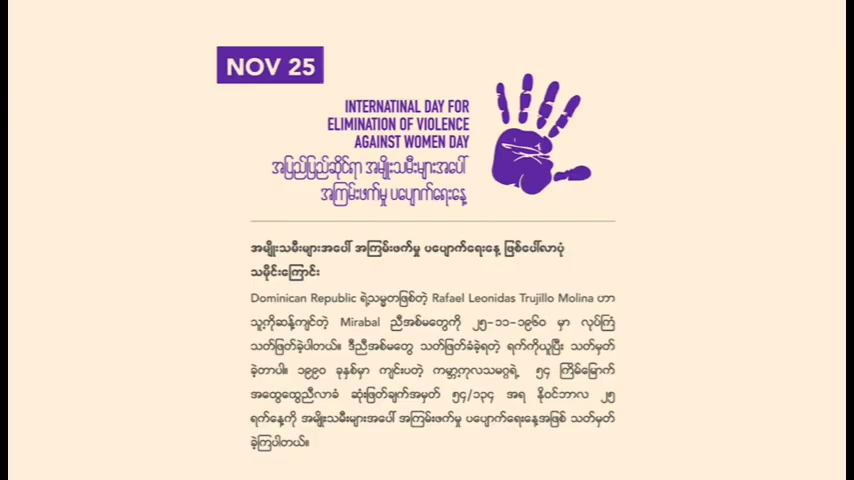 NOV 25
INTERNATINAL DAY FOR
ELIMINATION OF VIOLENCE
AGAINST WOMEN DAY
အပြည်ပြည်ဆိုင်ရာ အမျိုးသမီးများအပေါ်
အကြမ်းဖက်မှု ပပျောက်ရေးနေ့
အမျိုးသမီးများအပေါ် အကြမ်းဖက်မှု ပပျောက်ရေးနေ့ ဖြစ်ပေါ်လာပုံ
သမိုင်းကြောင်း
Dominican Republic ရဲ့သမ္မတဖြစ်တဲ့ Rafael Leonidas Trujillo Molina ဟာ
သူ့ကိုဆန့်ကျင်တဲ့ Mirabal ညီအစ်မတွေကို ၂၅-၁၁-၁၉၆၀ မှာ လုပ်ကြံ
သတ်ဖြတ်ခဲ့ပါတယ်။ ဒီညီအစ်မတွေ သတ်ဖြတ်ခံခဲ့ရတဲ့ ရက်ကိုယူပြီး သတ်မှတ်
ခဲ့တာပါ။ ၁၉၉၀ ခုနှစ်မှာ ကျင်းပတဲ့ ကမ္ဘာ့ကုလသမဂ္ဂရဲ့ ၅၄ ကြိမ်မြောက်
အထွေထွေညီလာခံ ဆုံးဖြတ်ချက်အမှတ် ၅၄/၁၃၄ အရ နိုဝင်ဘာလ ၂၅
ရက်နေ့ကို အမျိုးသမီးများအပေါ် အကြမ်းဖက်မှု ပပျောက်ရေးနေ့အဖြစ် သတ်မှတ်
ခဲ့ကြပါတယ်။